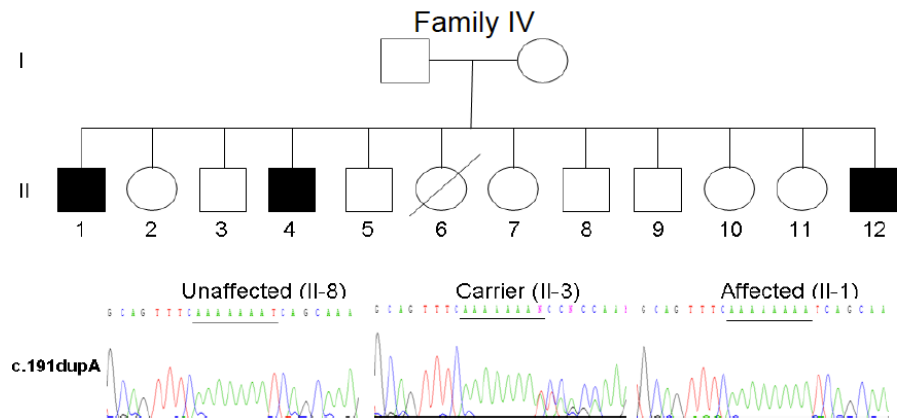 Family IV
I
II
1 2 3 4 5 6 7 8 9 10 11 12
Unaffected (II-8) Carrier (II-3) Affected (II-1)
G C A G T T T C A A A A A A A T C A G C A A A G C A G T T T C A A A A A A A N C C N C C A A N G C A G T T T C A A A A A A A A T C A G C A A
c.191dupA